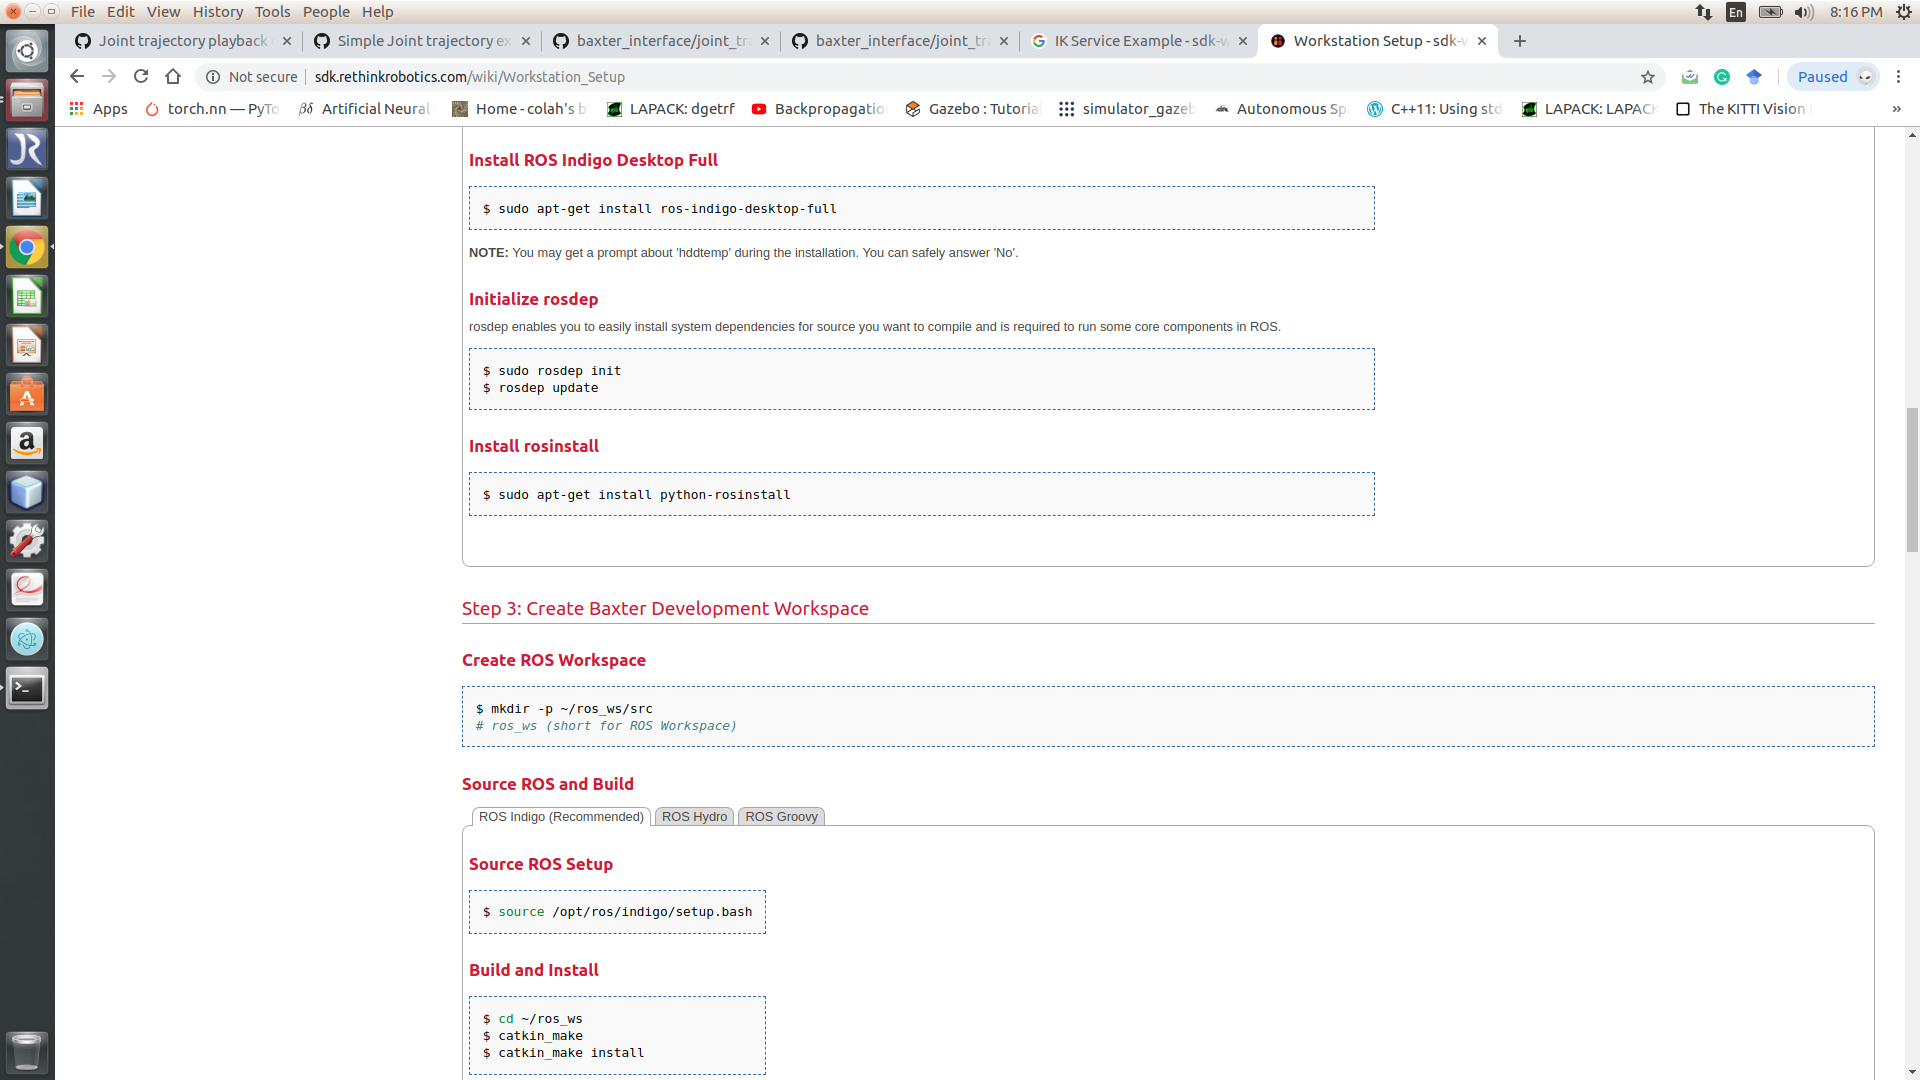 File Edit View History Tools People Help
En 8:16 PM
Joint trajectory playback
Simple Joint trajectory ex
baxter_interface/joint_tr
baxter_interface/joint_tr
IK Service Example - sdk-w
Workstation Setup - sdk-w
Not secure | sdk.rethinkrobotics.com/wiki/Workstation_Setup
Paused
Apps
torch.nn — PyTo
βδ Artificial Neural
Home - colah's b
LAPACK: dgetrf
Backpropagatio
Gazebo : Tutoria
simulator_gazeb
Autonomous Sp
C++11: Using std
LAPACK: LAPACK
The KITTI Vision
»
Install ROS Indigo Desktop Full
$ sudo apt-get install ros-indigo-desktop-full
NOTE: You may get a prompt about 'hddtemp' during the installation. You can safely answer 'No'.
Initialize rosdep
rosdep enables you to easily install system dependencies for source you want to compile and is required to run some core components in ROS.
$ sudo rosdep init
$ rosdep update
Install rosinstall
$ sudo apt-get install python-rosinstall
Step 3: Create Baxter Development Workspace
Create ROS Workspace
$ mkdir -p ~/ros_ws/src
# ros_ws (short for ROS Workspace)
Source ROS and Build
ROS Indigo (Recommended) ROS Hydro ROS Groovy
Source ROS Setup
$ source /opt/ros/indigo/setup.bash
Build and Install
$ cd ~/ros_ws
$ catkin_make
$ catkin_make install